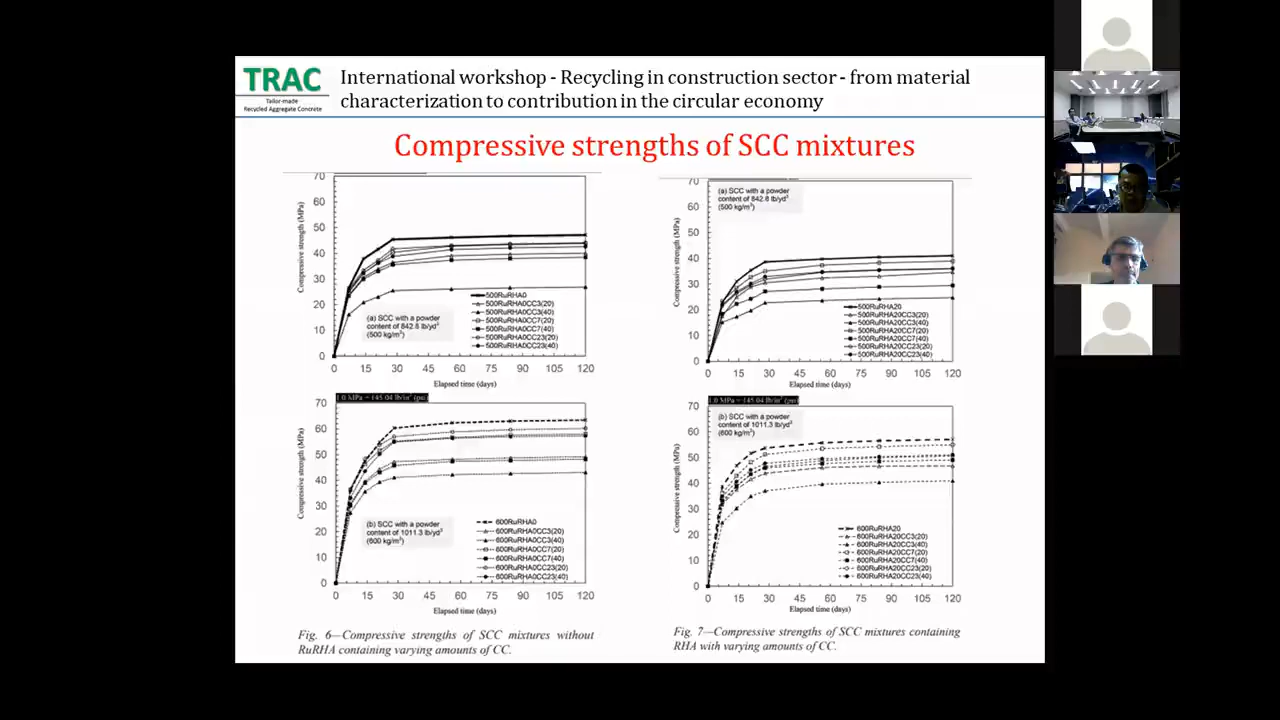 TRAC
Tailor-made
Recycled Aggregate Concrete
International workshop - Recycling in construction sector - from material
characterization to contribution in the circular economy
Compressive strengths of SCC mixtures
70
60
50
40
30
20
10
0
Compressive strength (MPa)
500RuRHA0
500RuRHA0CC3(20)
500RuRHA0CC3(40)
500RuRHA0CC7(20)
500RuRHA0CC7(40)
500RuRHA0CC23(20)
500RuRHA0CC23(40)
(a) SCC with a powder
content of 842.8 lb/yd³
(500 kg/m³)
0 15 30 45 60 75 90 105 120
Elapsed time (days)
1.0 MPa = 145.04 lb/in² (psi)
70
60
50
40
30
20
10
0
Compressive strength (MPa)
600RuRHA0
600RuRHA0CC3(20)
600RuRHA0CC3(40)
600RuRHA0CC7(20)
600RuRHA0CC7(40)
600RuRHA0CC23(20)
600RuRHA0CC23(40)
(b) SCC with a powder
content of 1011.3 lb/yd³
(600 kg/m³)
0 15 30 45 60 75 90 105 120
Elapsed time (days)
Fig. 6—Compressive strengths of SCC mixtures without
RuRHA containing varying amounts of CC.
70
60
50
40
30
20
10
0
Compressive strength (MPa)
(a) SCC with a powder
content of 842.8 lb/yd³
(500 kg/m³)
500RuRHA20
500RuRHA20CC3(20)
500RuRHA20CC3(40)
500RuRHA20CC7(20)
500RuRHA20CC7(40)
500RuRHA20CC23(20)
500RuRHA20CC23(40)
0 15 30 45 60 75 90 105 120
Elapsed time (days)
1.0 MPa = 145.04 lb/in² (psi)
70
60
50
40
30
20
10
0
Compressive strength (MPa)
(b) SCC with a powder
content of 1011.3 lb/yd³
(600 kg/m³)
600RuRHA20
600RuRHA20CC3(20)
600RuRHA20CC3(40)
600RuRHA20CC7(20)
600RuRHA20CC7(40)
600RuRHA20CC23(20)
600RuRHA20CC23(40)
0 15 30 45 60 75 90 105 120
Elapsed time (days)
Fig. 7—Compressive strengths of SCC mixtures containing
RHA with varying amounts of CC.